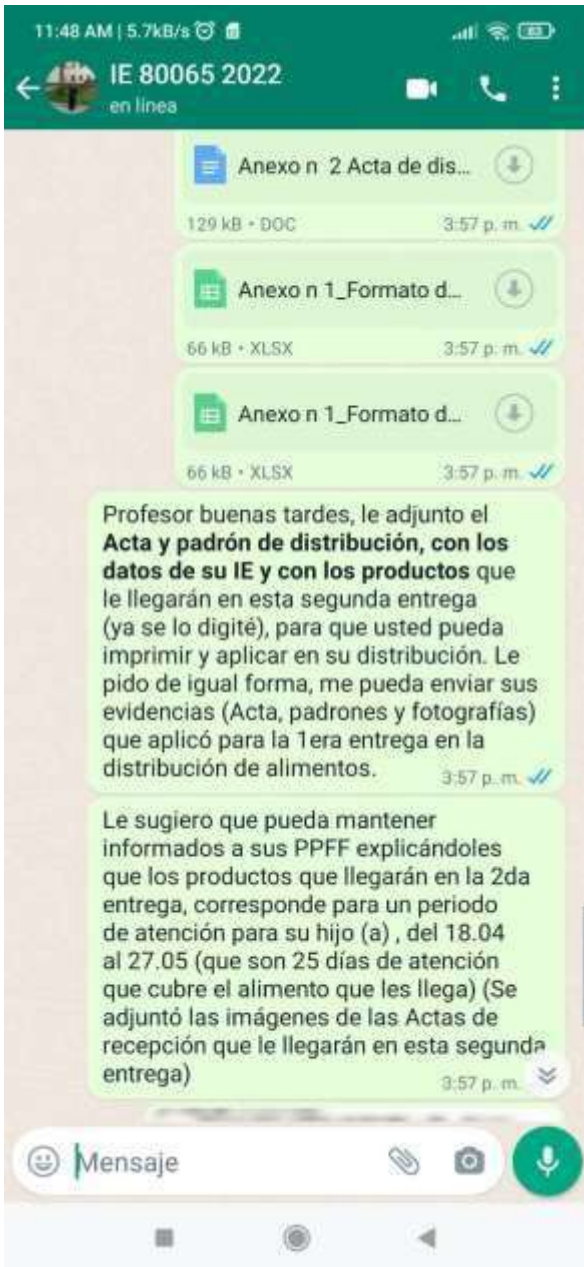 11:48 AM | 5.7kB/s
83
IE 80065 2022
en línea
Anexo n 2 Acta de dis...
129 kB • DOC 3:57 p. m.
Anexo n 1_Formato d...
66 kB • XLSX 3:57 p. m.
Anexo n 1_Formato d...
66 kB • XLSX 3:57 p. m.
Profesor buenas tardes, le adjunto el
Acta y padrón de distribución, con los
datos de su IE y con los productos que
le llegarán en esta segunda entrega
(ya se lo digité), para que usted pueda
imprimir y aplicar en su distribución. Le
pido de igual forma, me pueda enviar sus
evidencias (Acta, padrones y fotografías)
que aplicó para la 1era entrega en la
distribución de alimentos. 3:57 p. m.
Le sugiero que pueda mantener
informados a sus PPFF explicándoles
que los productos que llegarán en la 2da
entrega, corresponde para un periodo
de atención para su hijo (a) , del 18.04
al 27.05 (que son 25 días de atención
que cubre el alimento que les llega) (Se
adjuntó las imágenes de las Actas de
recepción que le llegarán en esta segunda
entrega) 3:57 p. m.
Mensaje